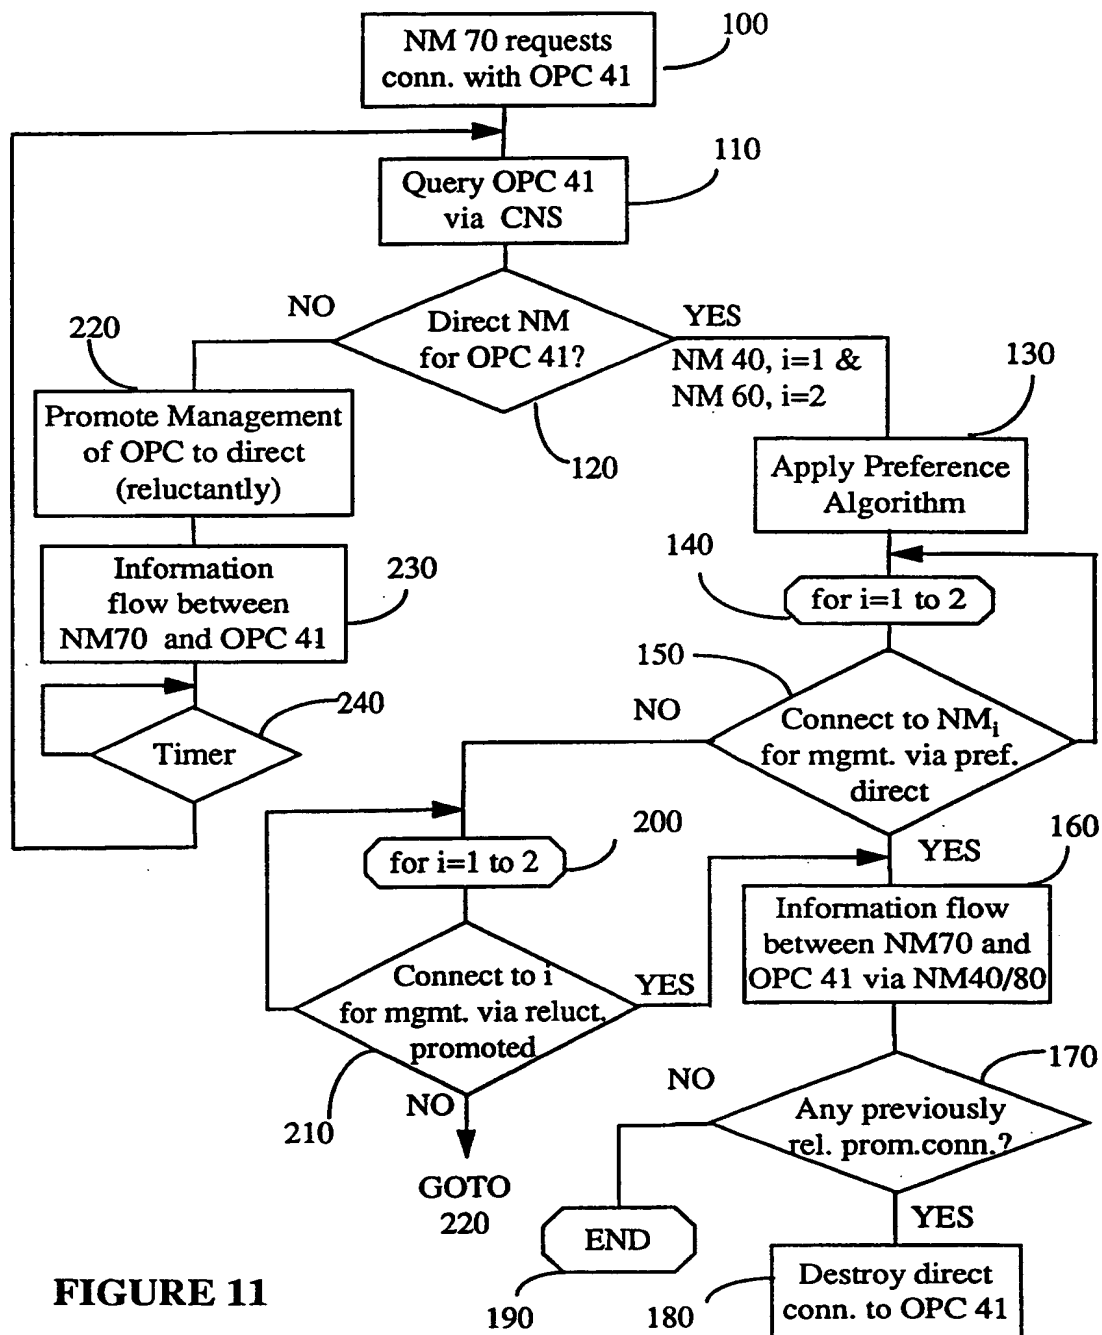 100
NM 70 requests
conn. with OPC 41
110
Query OPC 41
via CNS
NO
Direct NM
for OPC 41?
YES
NM 40, i=1 &
NM 60, i=2
120
220
Promote Management
of OPC to direct
(reluctantly)
130
Apply Preference
Algorithm
230
Information
flow between
NM70 and OPC 41
140
for i=1 to 2
240
Timer
150
NO
Connect to NMi
for mgmt. via pref.
direct
YES
200
for i=1 to 2
160
Information flow
between NM70 and
OPC 41 via NM40/80
Connect to i
for mgmt. via reluct.
promoted
YES
NO
210
GOTO
220
170
NO
Any previously
rel. prom.conn.?
YES
END
190
180
Destroy direct
conn. to OPC 41
FIGURE 11